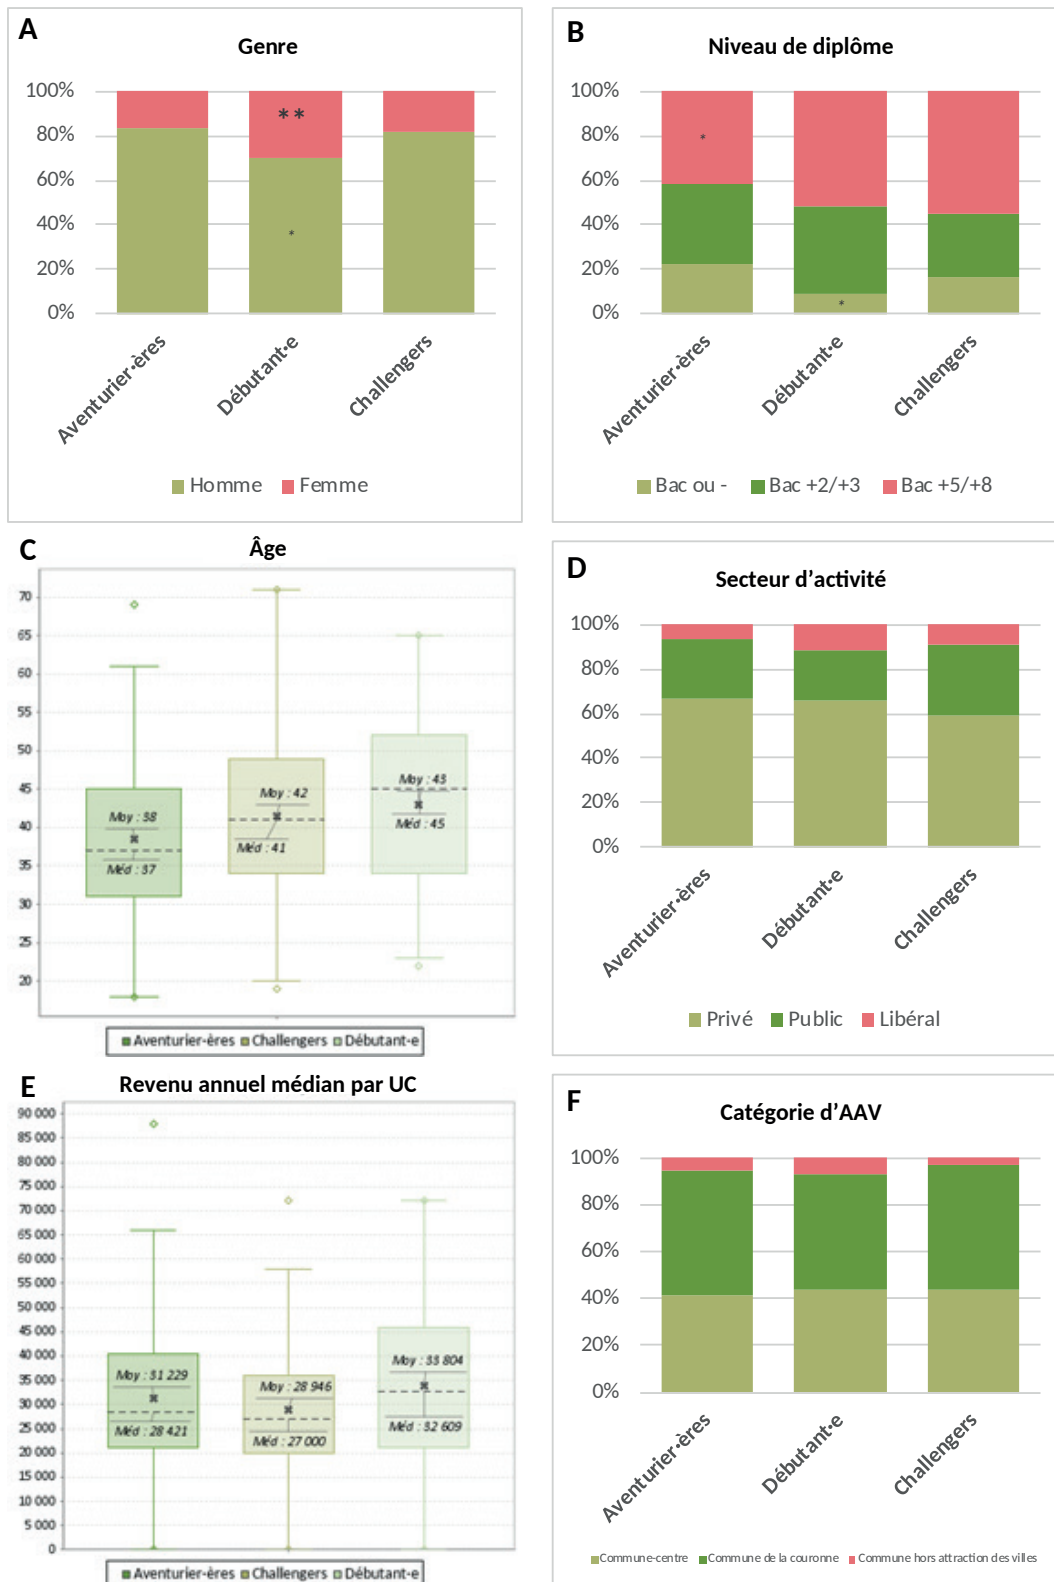 A
Genre
100%
80%
60%
40%
20%
0%
**
*
Aventurier·ères
Débutant·e
Challengers
Homme Femme
B
Niveau de diplôme
100%
80%
60%
40%
20%
0%
*
*
Aventurier·ères
Débutant·e
Challengers
Bac ou - Bac +2/+3 Bac +5/+8
C
Âge
70
65
60
55
50
45
40
35
30
25
20
Moy : 38
Méd : 37
Moy : 42
Méd : 41
Moy : 43
Méd : 45
Aventurier-ères Challengers Débutant-e
D
Secteur d’activité
100%
80%
60%
40%
20%
0%
Aventurier·ères
Débutant·e
Challengers
Privé Public Libéral
E
Revenu annuel médian par UC
90 000
85 000
80 000
75 000
70 000
65 000
60 000
55 000
50 000
45 000
40 000
35 000
30 000
25 000
20 000
15 000
10 000
5 000
0
Moy : 31 229
Méd : 28 421
Moy : 28 946
Méd : 27 000
Moy : 33 804
Méd : 32 609
Aventurier-ères Challengers Débutant-e
F
Catégorie d’AAV
100%
80%
60%
40%
20%
0%
Aventurier·ères
Débutant·e
Challengers
Commune-centre Commune de la couronne Commune hors attraction des villes